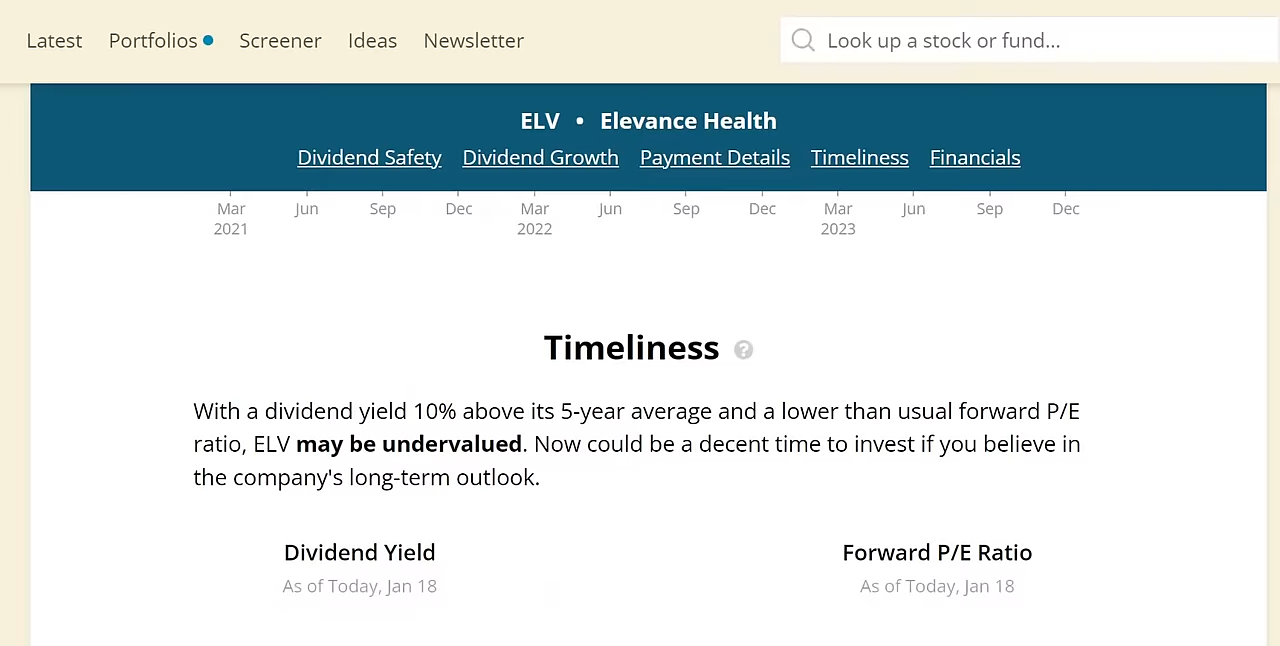 Latest Portfolios Screener Ideas Newsletter Look up a stock or fund...
ELV • Elevance Health
Dividend Safety Dividend Growth Payment Details Timeliness Financials
Mar Jun Sep Dec Mar Jun Sep Dec Mar Jun Sep Dec
2021 2022 2023
Timeliness ?
With a dividend yield 10% above its 5-year average and a lower than usual forward P/E
ratio, ELV may be undervalued. Now could be a decent time to invest if you believe in
the company's long-term outlook.
Dividend Yield Forward P/E Ratio
As of Today, Jan 18 As of Today, Jan 18